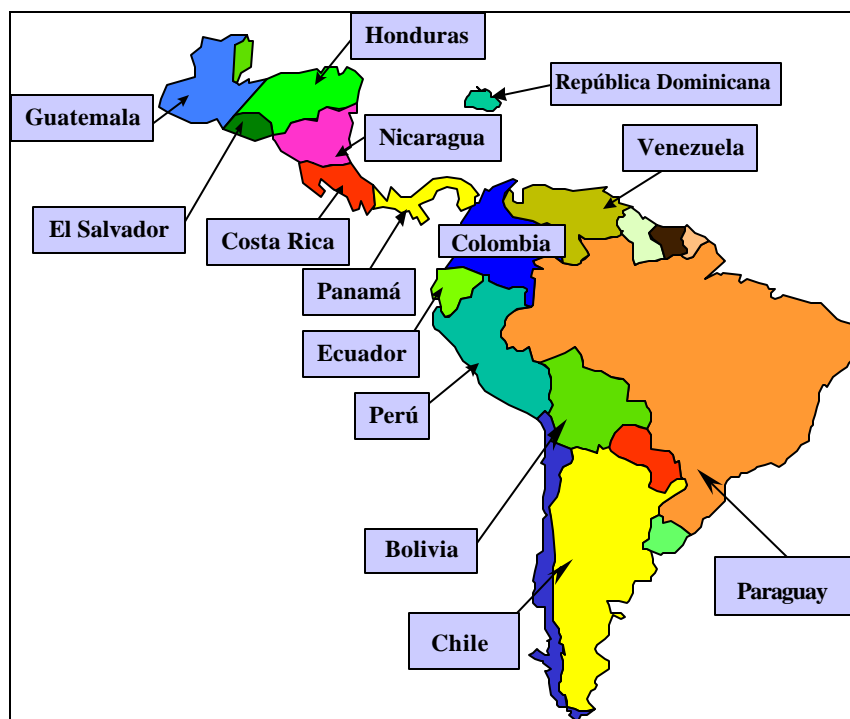 Honduras
República Dominicana
Guatemala
Nicaragua
Venezuela
El Salvador
Costa Rica
Colombia
Panamá
Ecuador
Perú
Bolivia
Paraguay
Chile